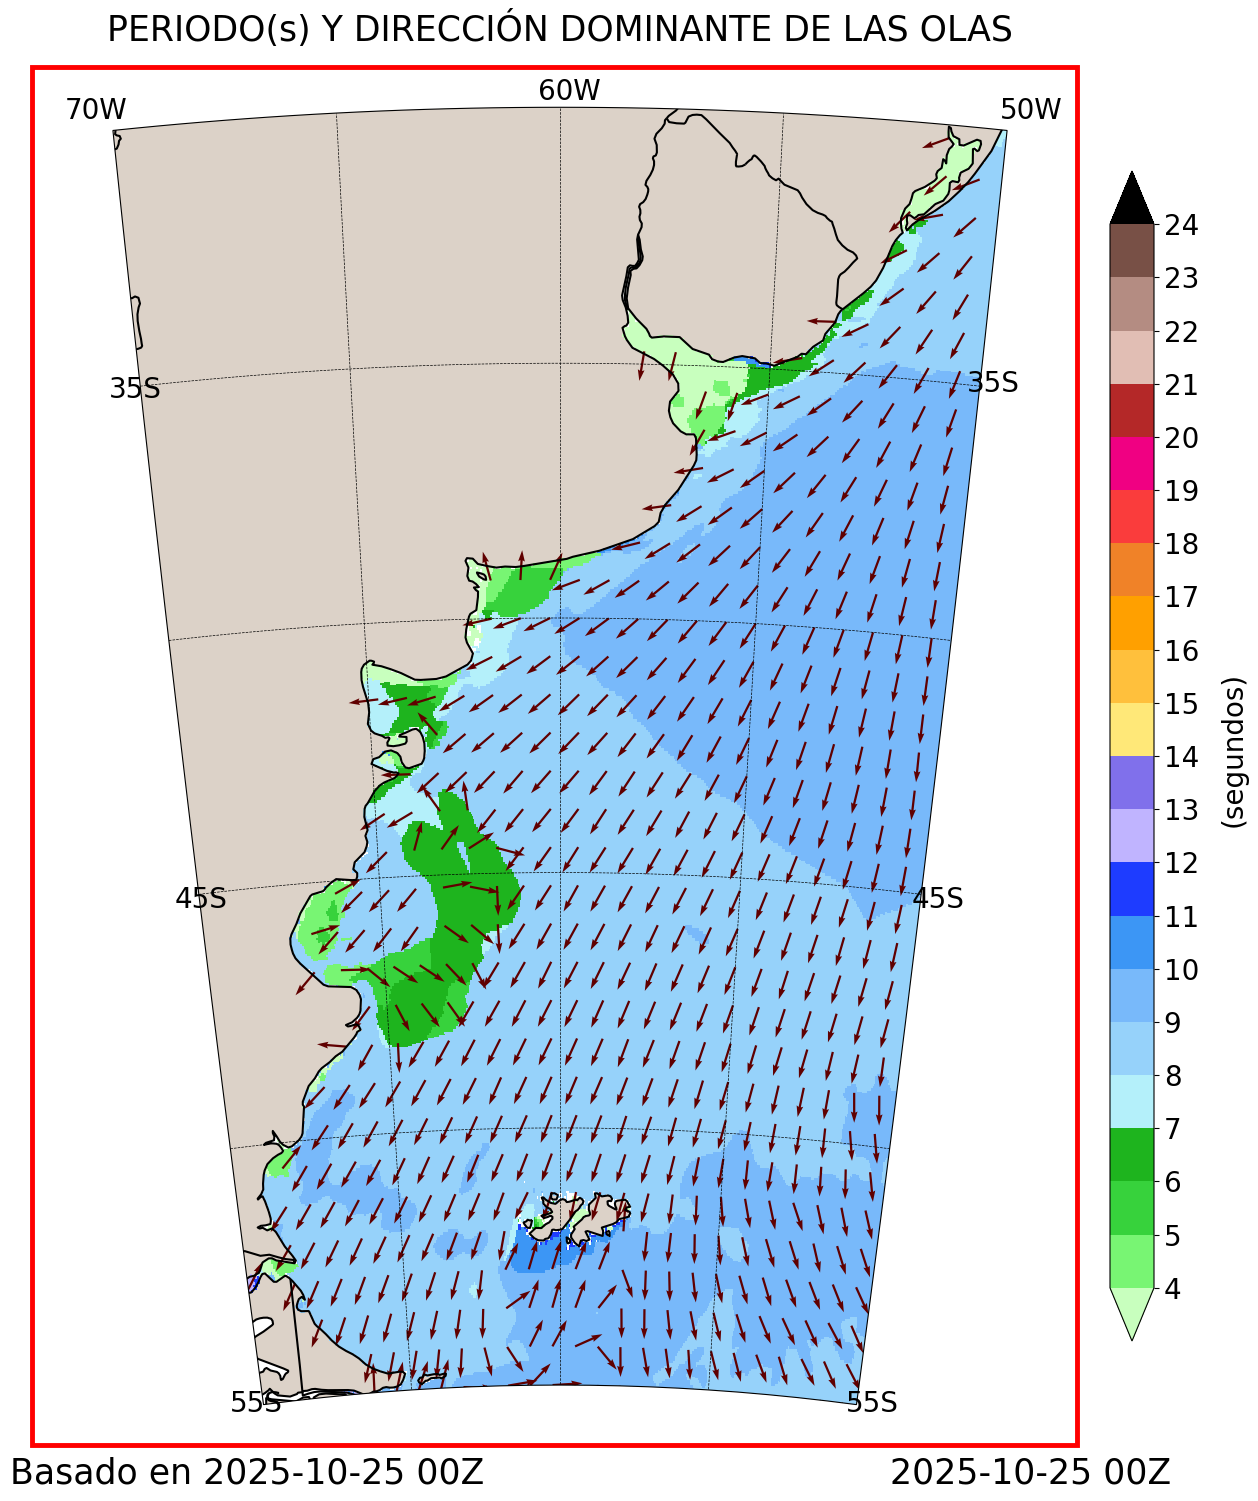 PERIODO(s) Y DIRECCIÓN DOMINANTE DE LAS OLAS
70W
60W
50W
35S
35S
45S
45S
55S
55S
24
23
22
21
20
19
18
17
16
15
14
13
12
11
10
9
8
7
6
5
4
(segundos)
Basado en 2025-10-25 00Z
2025-10-25 00Z